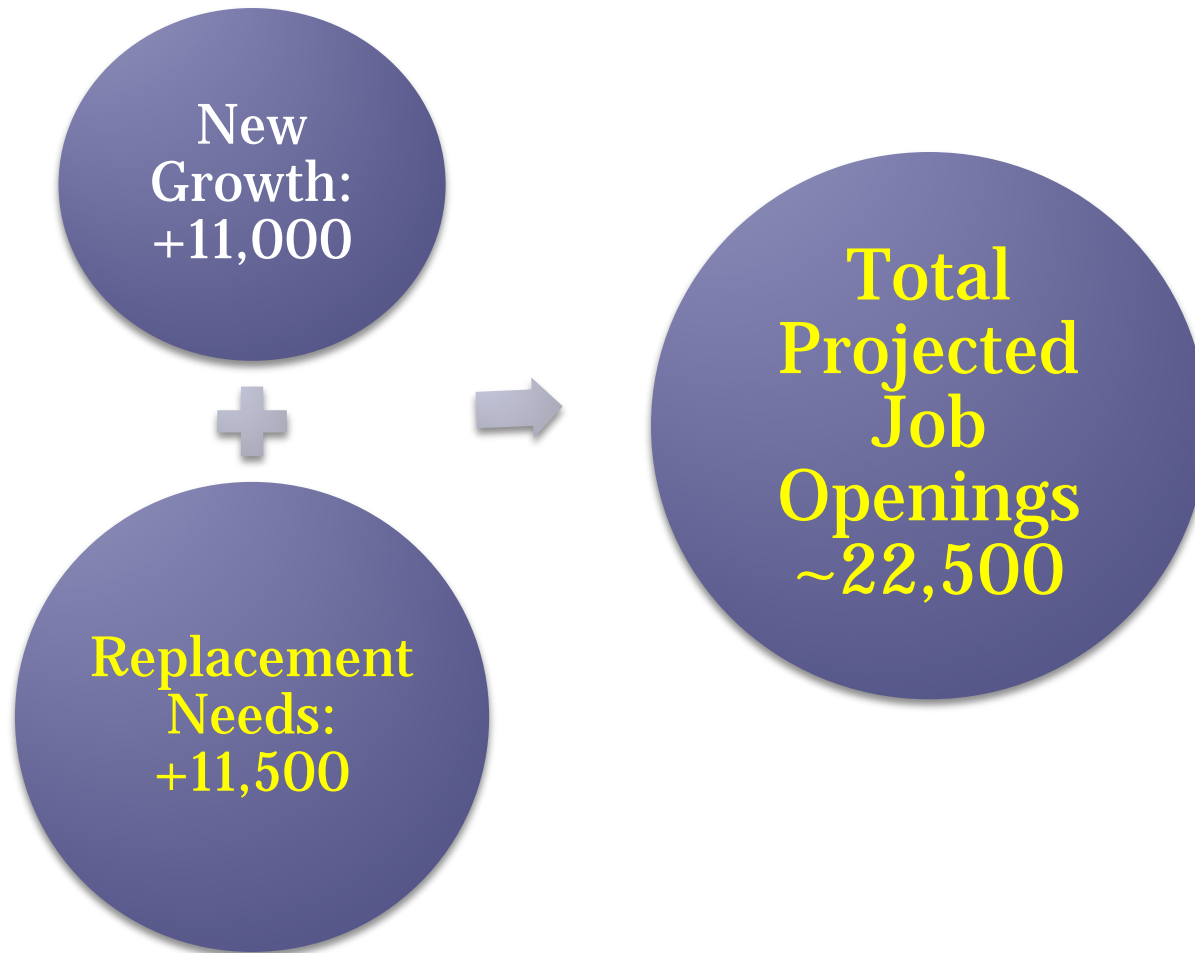 New
Growth:
+11,000
Replacement
Needs:
+11,500
Total
Projected
Job
Openings
~22,500